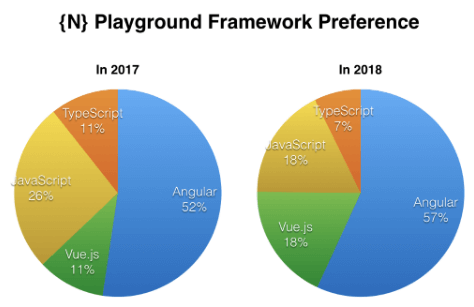 {N} Playground Framework Preference
In 2017
In 2018
TypeScript
11%
JavaScript
26%
Angular
52%
Vue.js
11%
TypeScript
7%
JavaScript
18%
Angular
57%
Vue.js
18%